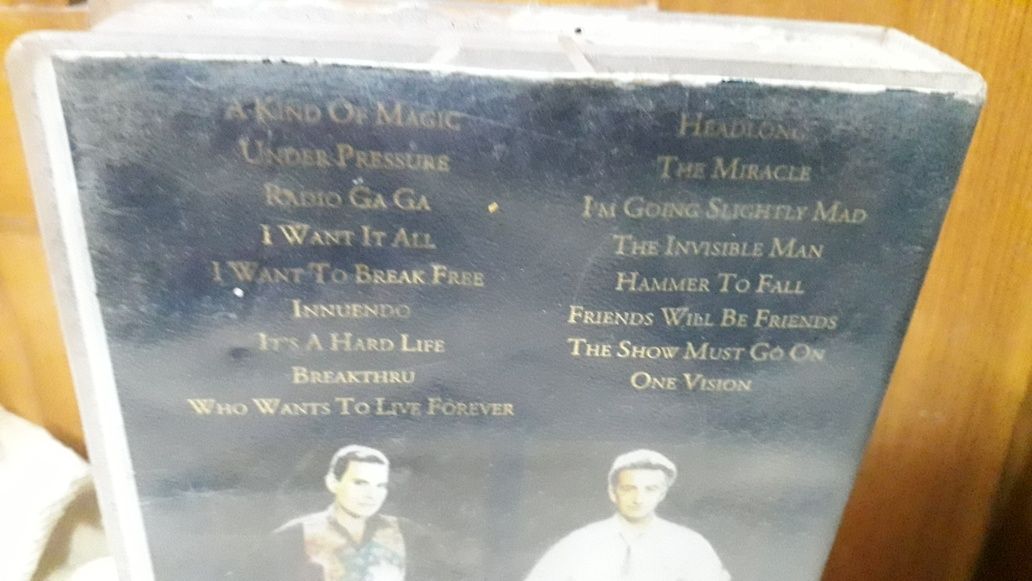 A KIND OF MAGIC
UNDER PRESSURE
RADIO GA GA
I WANT IT ALL
I WANT TO BREAK FREE
INNUENDO
IT'S A HARD LIFE
BREAKTHRU
WHO WANTS TO LIVE FOREVER
HEADLONG
THE MIRACLE
I'M GOING SLIGHTLY MAD
THE INVISIBLE MAN
HAMMER TO FALL
FRIENDS WILL BE FRIENDS
THE SHOW MUST GO ON
ONE VISION